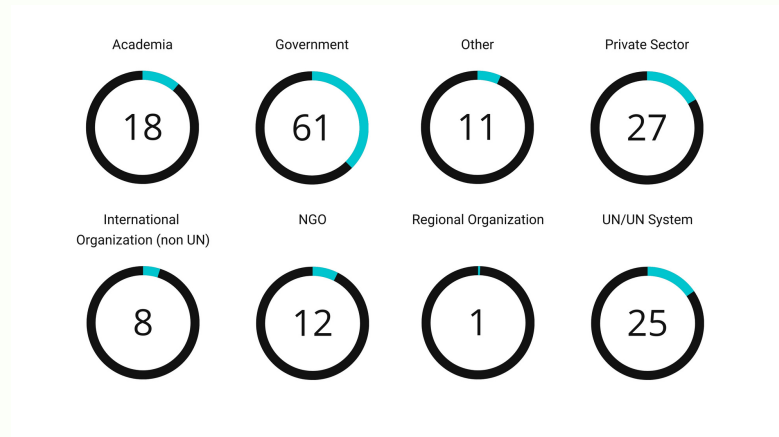 Academia
Government
Other
Private Sector
18
61
11
27
International
Organization (non UN)
NGO
Regional Organization
UN/UN System
8
12
1
25